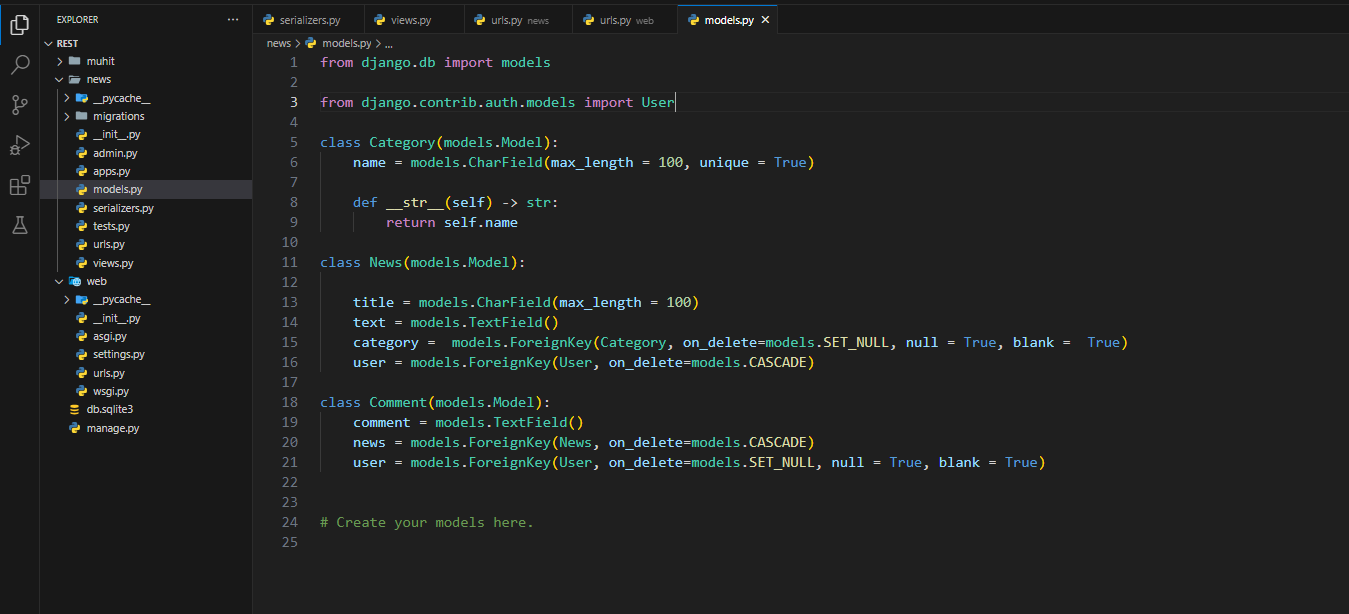 EXPLORER
...
REST
muhit
news
__pycache__
migrations
__init__.py
admin.py
apps.py
models.py
serializers.py
tests.py
urls.py
views.py
web
__pycache__
__init__.py
asgi.py
settings.py
urls.py
wsgi.py
db.sqlite3
manage.py
serializers.py views.py urls.py news urls.py web models.py
news > models.py > ...
1 from django.db import models
2
3 from django.contrib.auth.models import User
4
5 class Category(models.Model):
6     name = models.CharField(max_length = 100, unique = True)
7
8     def __str__(self) -> str:
9         return self.name
10
11 class News(models.Model):
12
13     title = models.CharField(max_length = 100)
14     text = models.TextField()
15     category =  models.ForeignKey(Category, on_delete=models.SET_NULL, null = True, blank =  True)
16     user = models.ForeignKey(User, on_delete=models.CASCADE)
17
18 class Comment(models.Model):
19     comment = models.TextField()
20     news = models.ForeignKey(News, on_delete=models.CASCADE)
21     user = models.ForeignKey(User, on_delete=models.SET_NULL, null = True, blank = True)
22
23
24 # Create your models here.
25